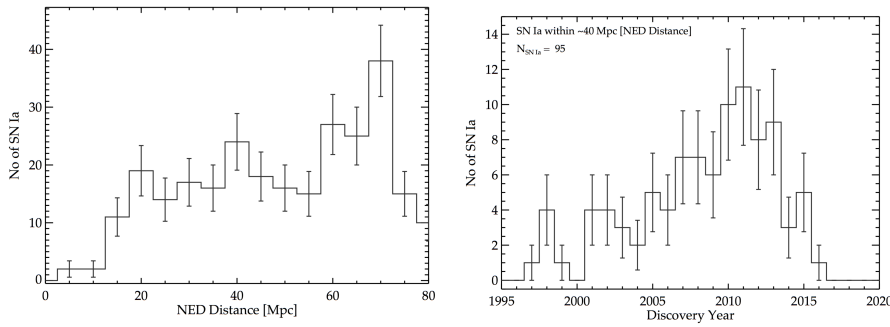 40
30
20
10
0
No of SN Ia
0 20 40 60 80
NED Distance [Mpc]
SN Ia within ~40 Mpc [NED Distance]
N_SN Ia = 95
14
12
10
8
6
4
2
0
No of SN Ia
1995 2000 2005 2010 2015 2020
Discovery Year